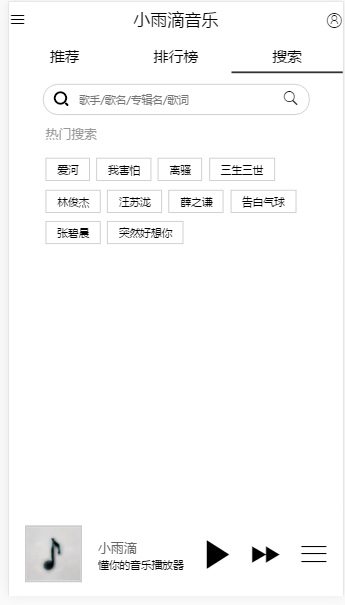 小雨滴音乐
推荐 排行榜 搜索
歌手/歌名/专辑名/歌词
热门搜索
爱河 我害怕 离骚 三生三世
林俊杰 汪苏泷 薛之谦 告白气球
张碧晨 突然好想你
小雨滴
懂你的音乐播放器